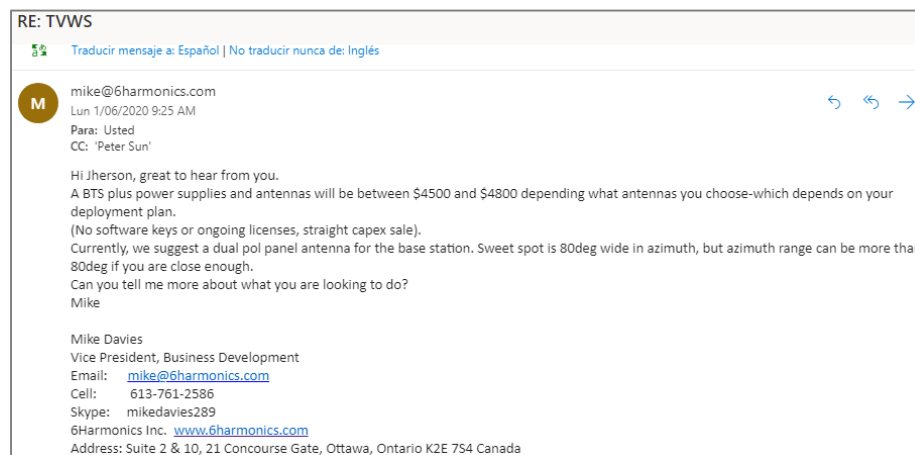 RE: TVWS
Traducir mensaje a: Español | No traducir nunca de: Inglés
M
mike@6harmonics.com
Lun 1/06/2020 9:25 AM
Para: Usted
CC: 'Peter Sun'
Hi Jherson, great to hear from you.
A BTS plus power supplies and antennas will be between $4500 and $4800 depending what antennas you choose-which depends on your
deployment plan.
(No software keys or ongoing licenses, straight capex sale).
Currently, we suggest a dual pol panel antenna for the base station. Sweet spot is 80deg wide in azimuth, but azimuth range can be more tha
80deg if you are close enough.
Can you tell me more about what you are looking to do?
Mike
Mike Davies
Vice President, Business Development
Email: mike@6harmonics.com
Cell: 613-761-2586
Skype: mikedavies289
6Harmonics Inc. www.6harmonics.com
Address: Suite 2 & 10, 21 Concourse Gate, Ottawa, Ontario K2E 7S4 Canada